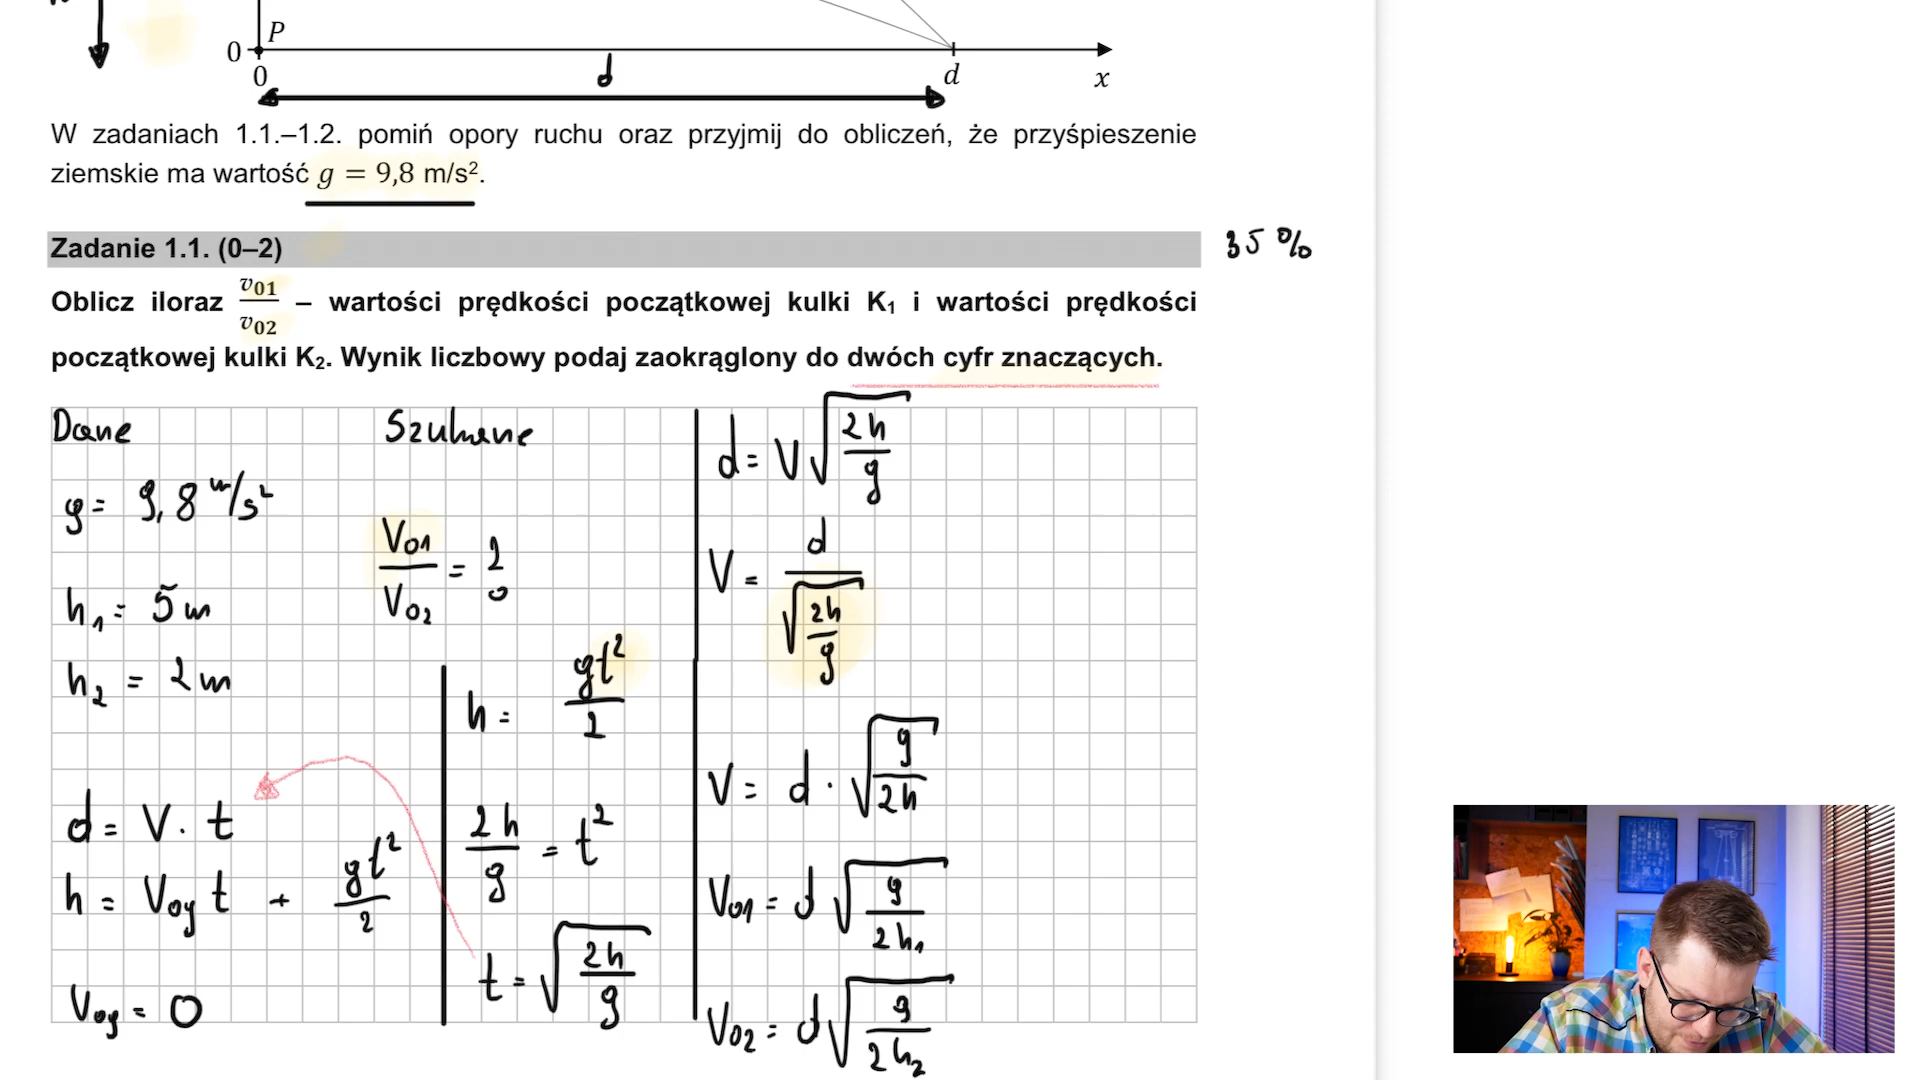 P
0
0
d
d
x
W zadaniach 1.1.–1.2. pomiń opory ruchu oraz przyjmij do obliczeń, że przyśpieszenie
ziemskie ma wartość g = 9,8 m/s².
Zadanie 1.1. (0–2)
35 %
Oblicz iloraz v₀₁/v₀₂ – wartości prędkości początkowej kulki K₁ i wartości prędkości
początkowej kulki K₂. Wynik liczbowy podaj zaokrąglony do dwóch cyfr znaczących.
Dane
g = 9,8 m/s²
h₁ = 5 m
h₂ = 2 m
d = V · t
h = V₀y t + gt²/2
V₀y = 0
Szukane
V₀₁/V₀₂ = ?
h = gt²/2
2h/g = t²
t = √(2h/g)
d = V√(2h/g)
V = d/√(2h/g)
V = d · √(g/2h)
V₀₁ = d√(g/2h₁)
V₀₂ = d√(g/2h₂)